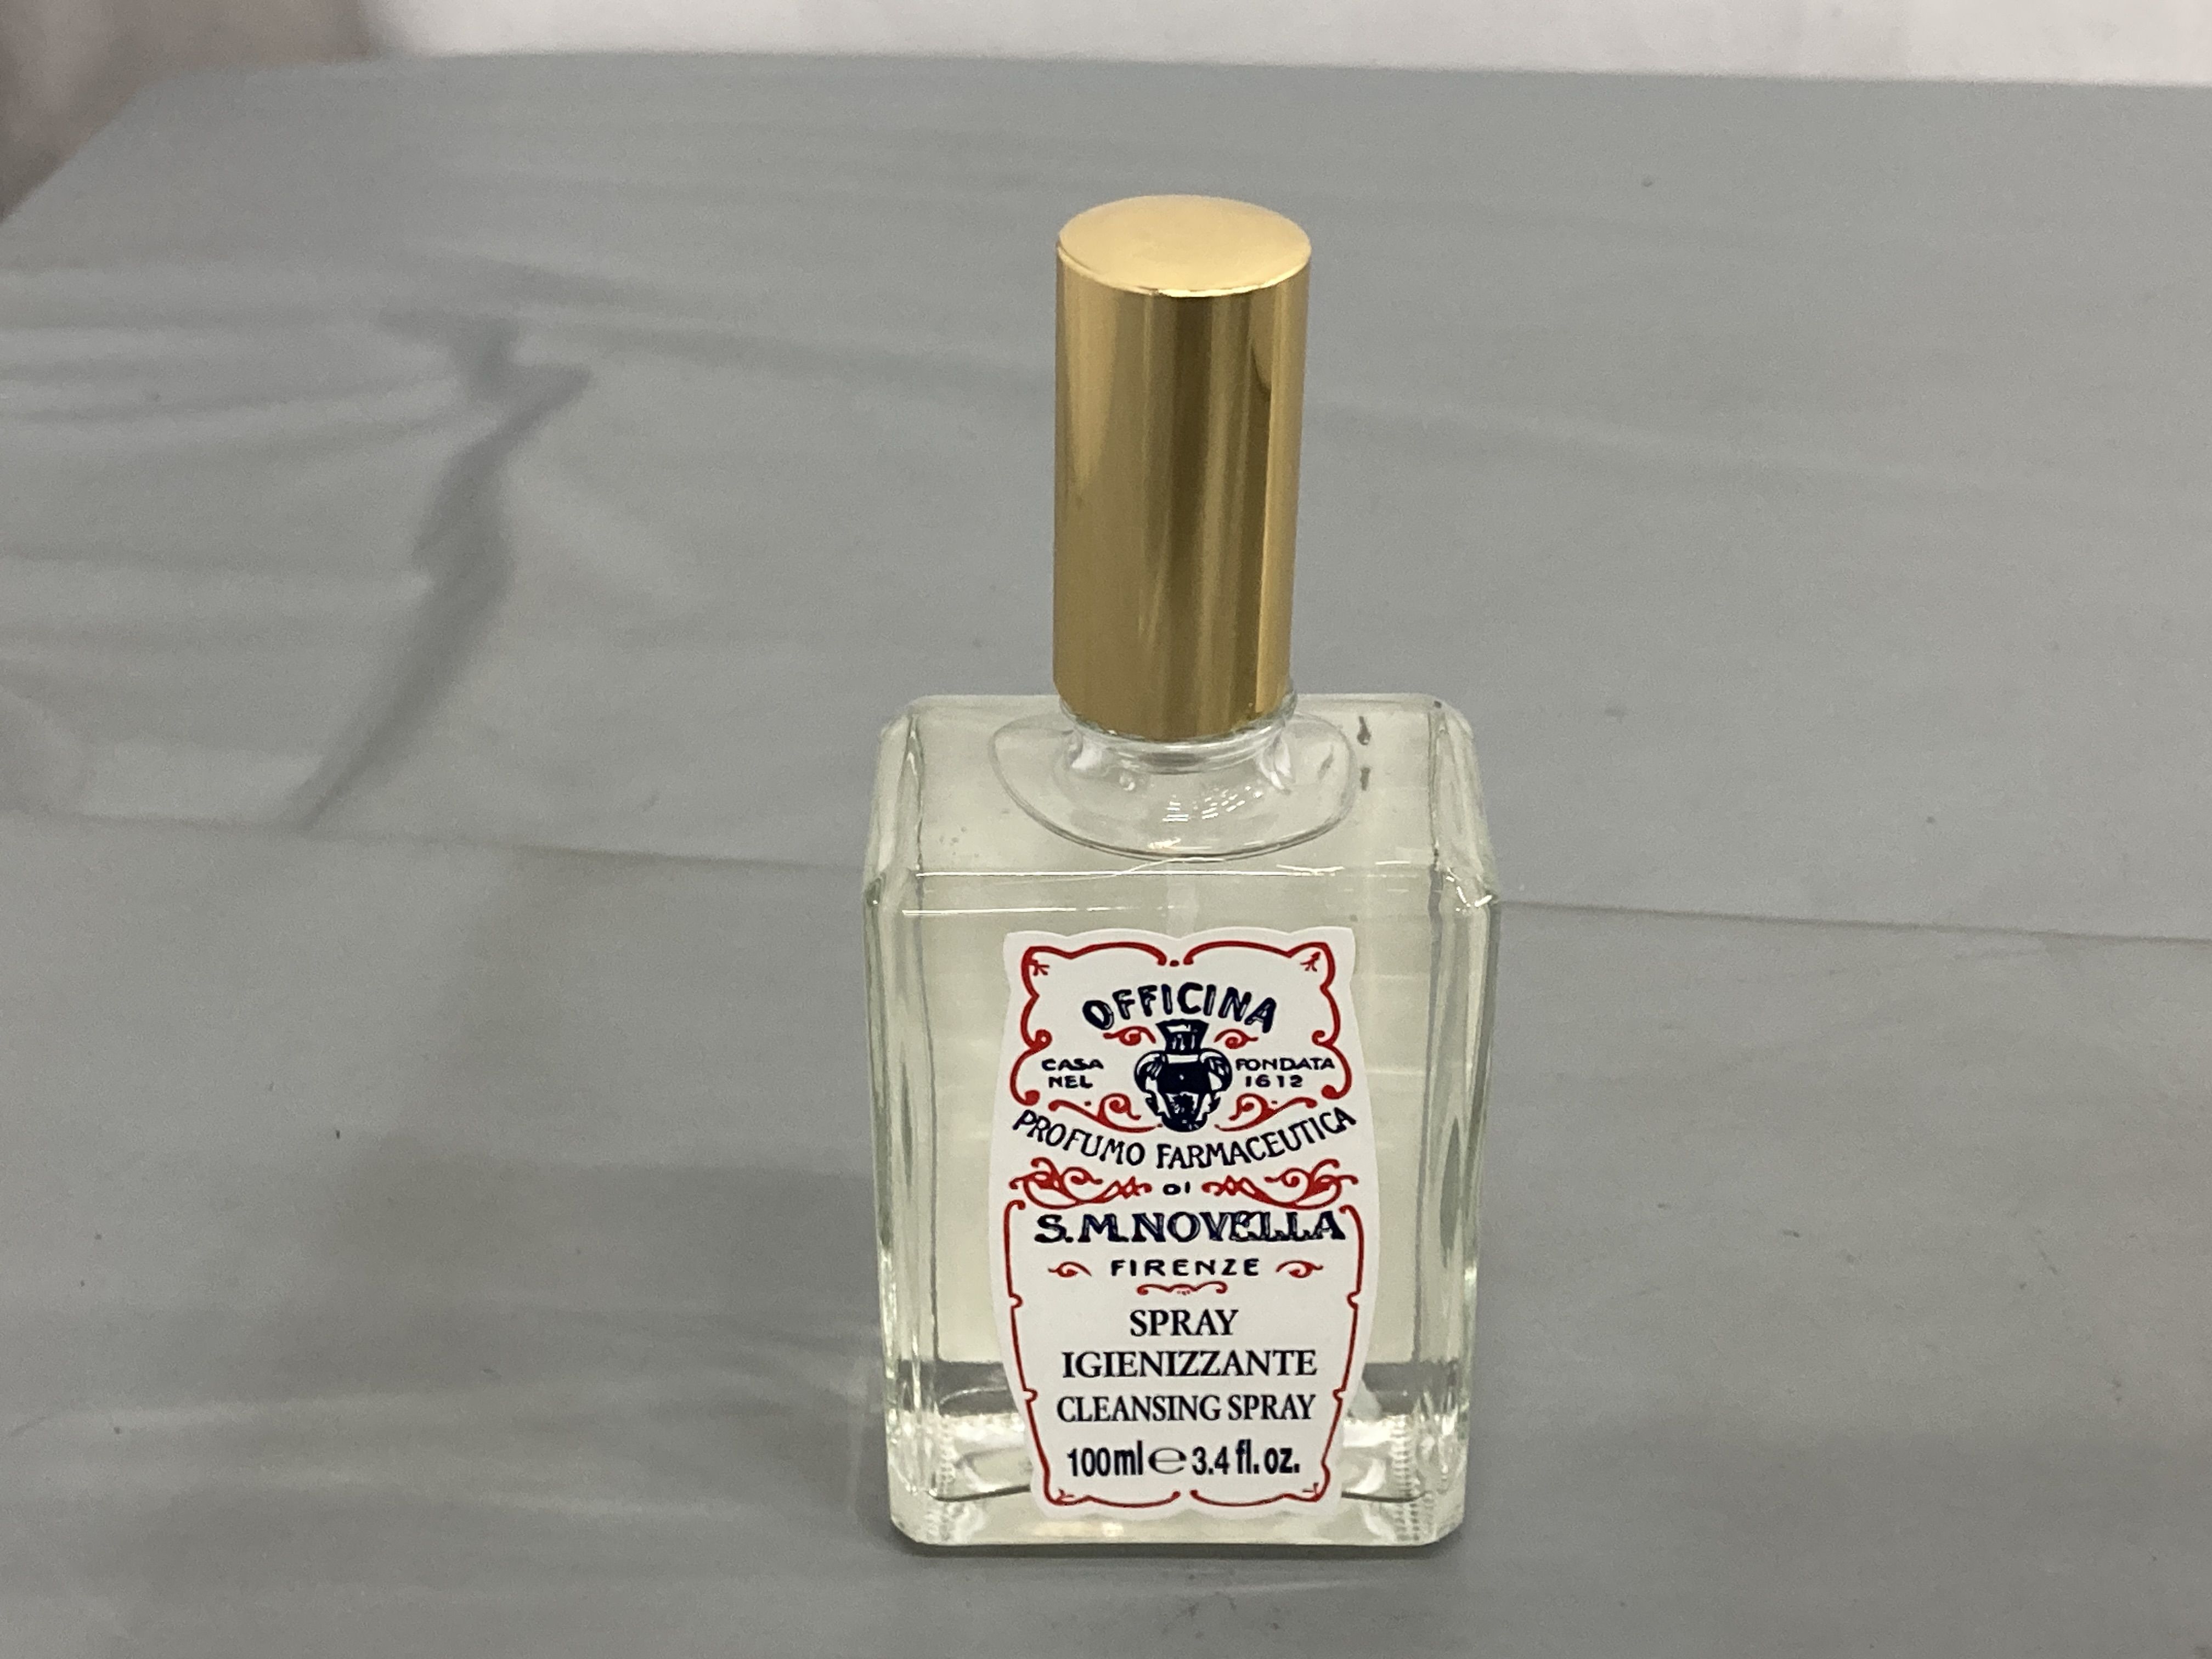 OFFICINA
CASA FONDATA
NEL 1612
PROFUMO FARMACEUTICA
DI
S.M.NOVELLA
FIRENZE
SPRAY
IGIENIZZANTE
CLEANSING SPRAY
100ml ℮ 3.4 fl. oz.